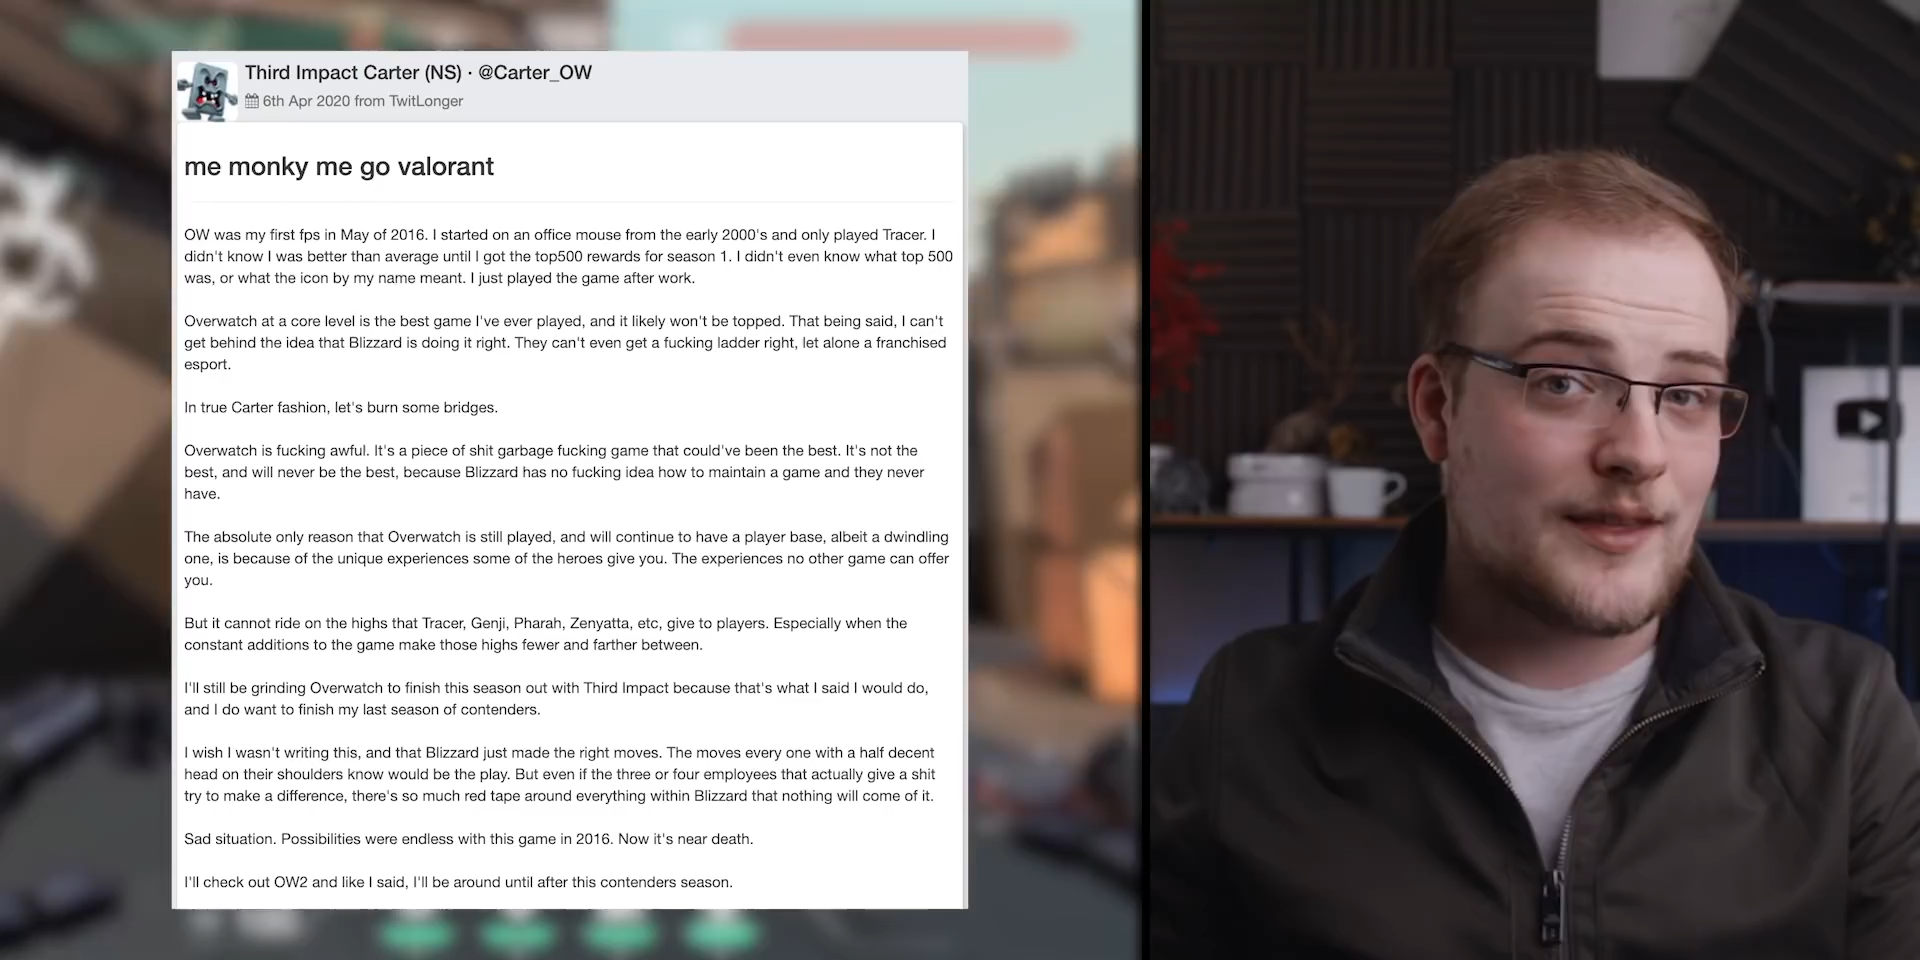 Third Impact Carter (NS) · @Carter_OW
6th Apr 2020 from TwitLonger
me monky me go valorant
OW was my first fps in May of 2016. I started on an office mouse from the early 2000's and only played Tracer. I
didn't know I was better than average until I got the top500 rewards for season 1. I didn't even know what top 500
was, or what the icon by my name meant. I just played the game after work.
Overwatch at a core level is the best game I've ever played, and it likely won't be topped. That being said, I can't
get behind the idea that Blizzard is doing it right. They can't even get a fucking ladder right, let alone a franchised
esport.
In true Carter fashion, let's burn some bridges.
Overwatch is fucking awful. It's a piece of shit garbage fucking game that could've been the best. It's not the
best, and will never be the best, because Blizzard has no fucking idea how to maintain a game and they never
have.
The absolute only reason that Overwatch is still played, and will continue to have a player base, albeit a dwindling
one, is because of the unique experiences some of the heroes give you. The experiences no other game can offer
you.
But it cannot ride on the highs that Tracer, Genji, Pharah, Zenyatta, etc, give to players. Especially when the
constant additions to the game make those highs fewer and farther between.
I'll still be grinding Overwatch to finish this season out with Third Impact because that's what I said I would do,
and I do want to finish my last season of contenders.
I wish I wasn't writing this, and that Blizzard just made the right moves. The moves every one with a half decent
head on their shoulders know would be the play. But even if the three or four employees that actually give a shit
try to make a difference, there's so much red tape around everything within Blizzard that nothing will come of it.
Sad situation. Possibilities were endless with this game in 2016. Now it's near death.
I'll check out OW2 and like I said, I'll be around until after this contenders season.